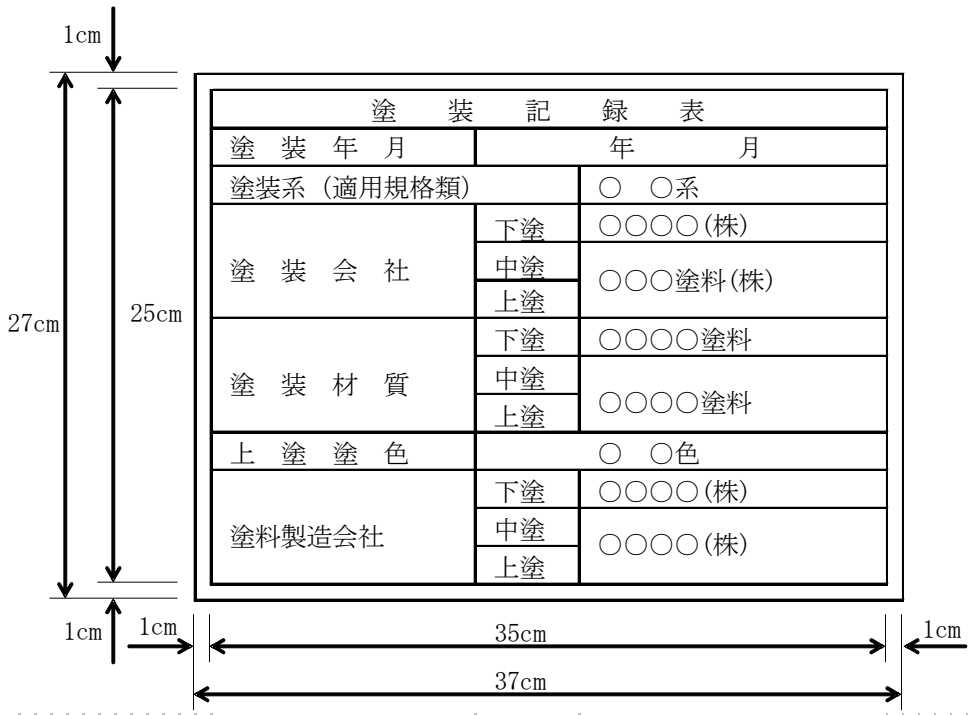 1cm
塗装記録表
塗装年月 年 月
塗装系(適用規格類) ○ ○系
塗装会社 下塗 ○○○○(株)
中塗 ○○○塗料(株)
上塗
塗装材質 下塗 ○○○○塗料
中塗 ○○○○塗料
上塗
上塗塗色 ○ ○色
塗料製造会社 下塗 ○○○○(株)
中塗 ○○○○(株)
上塗
27cm
25cm
1cm
1cm
35cm
1cm
37cm